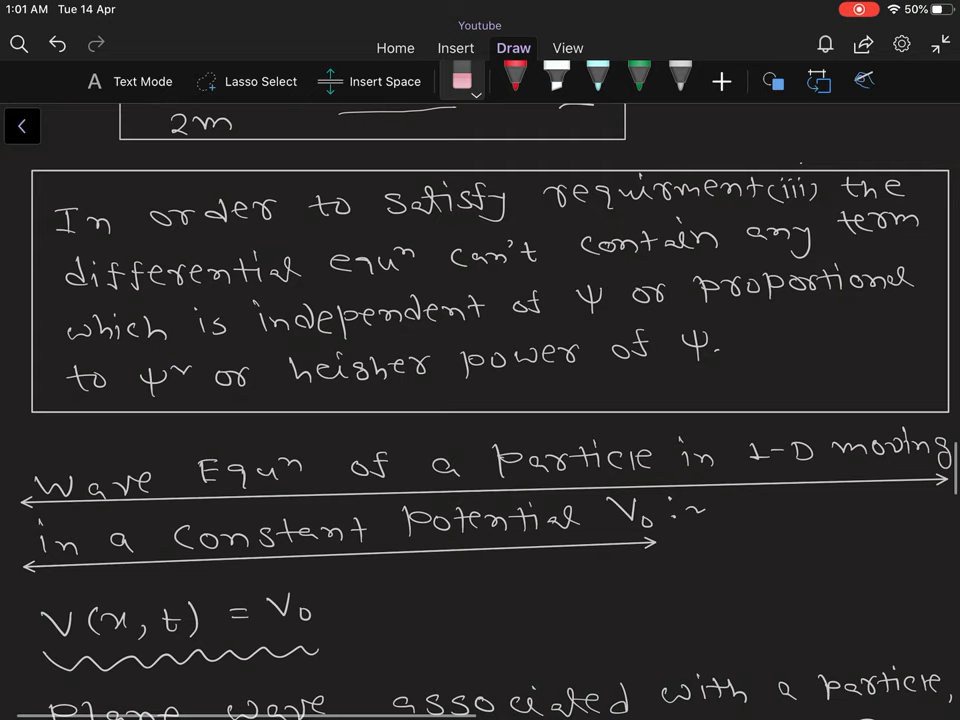 1:01 AM Tue 14 Apr
50%
Youtube
Home Insert Draw View
Text Mode Lasso Select Insert Space
2m
In order to satisfy requirment(iii) the
differential equⁿ can't contain any term
which is independent of ψ or proportional
to ψ² or heigher power of ψ.
Wave Equⁿ of a particle in 1-D moving
in a constant potential V₀ :~
V(x, t) = V₀
Plane wave associated with a particle,